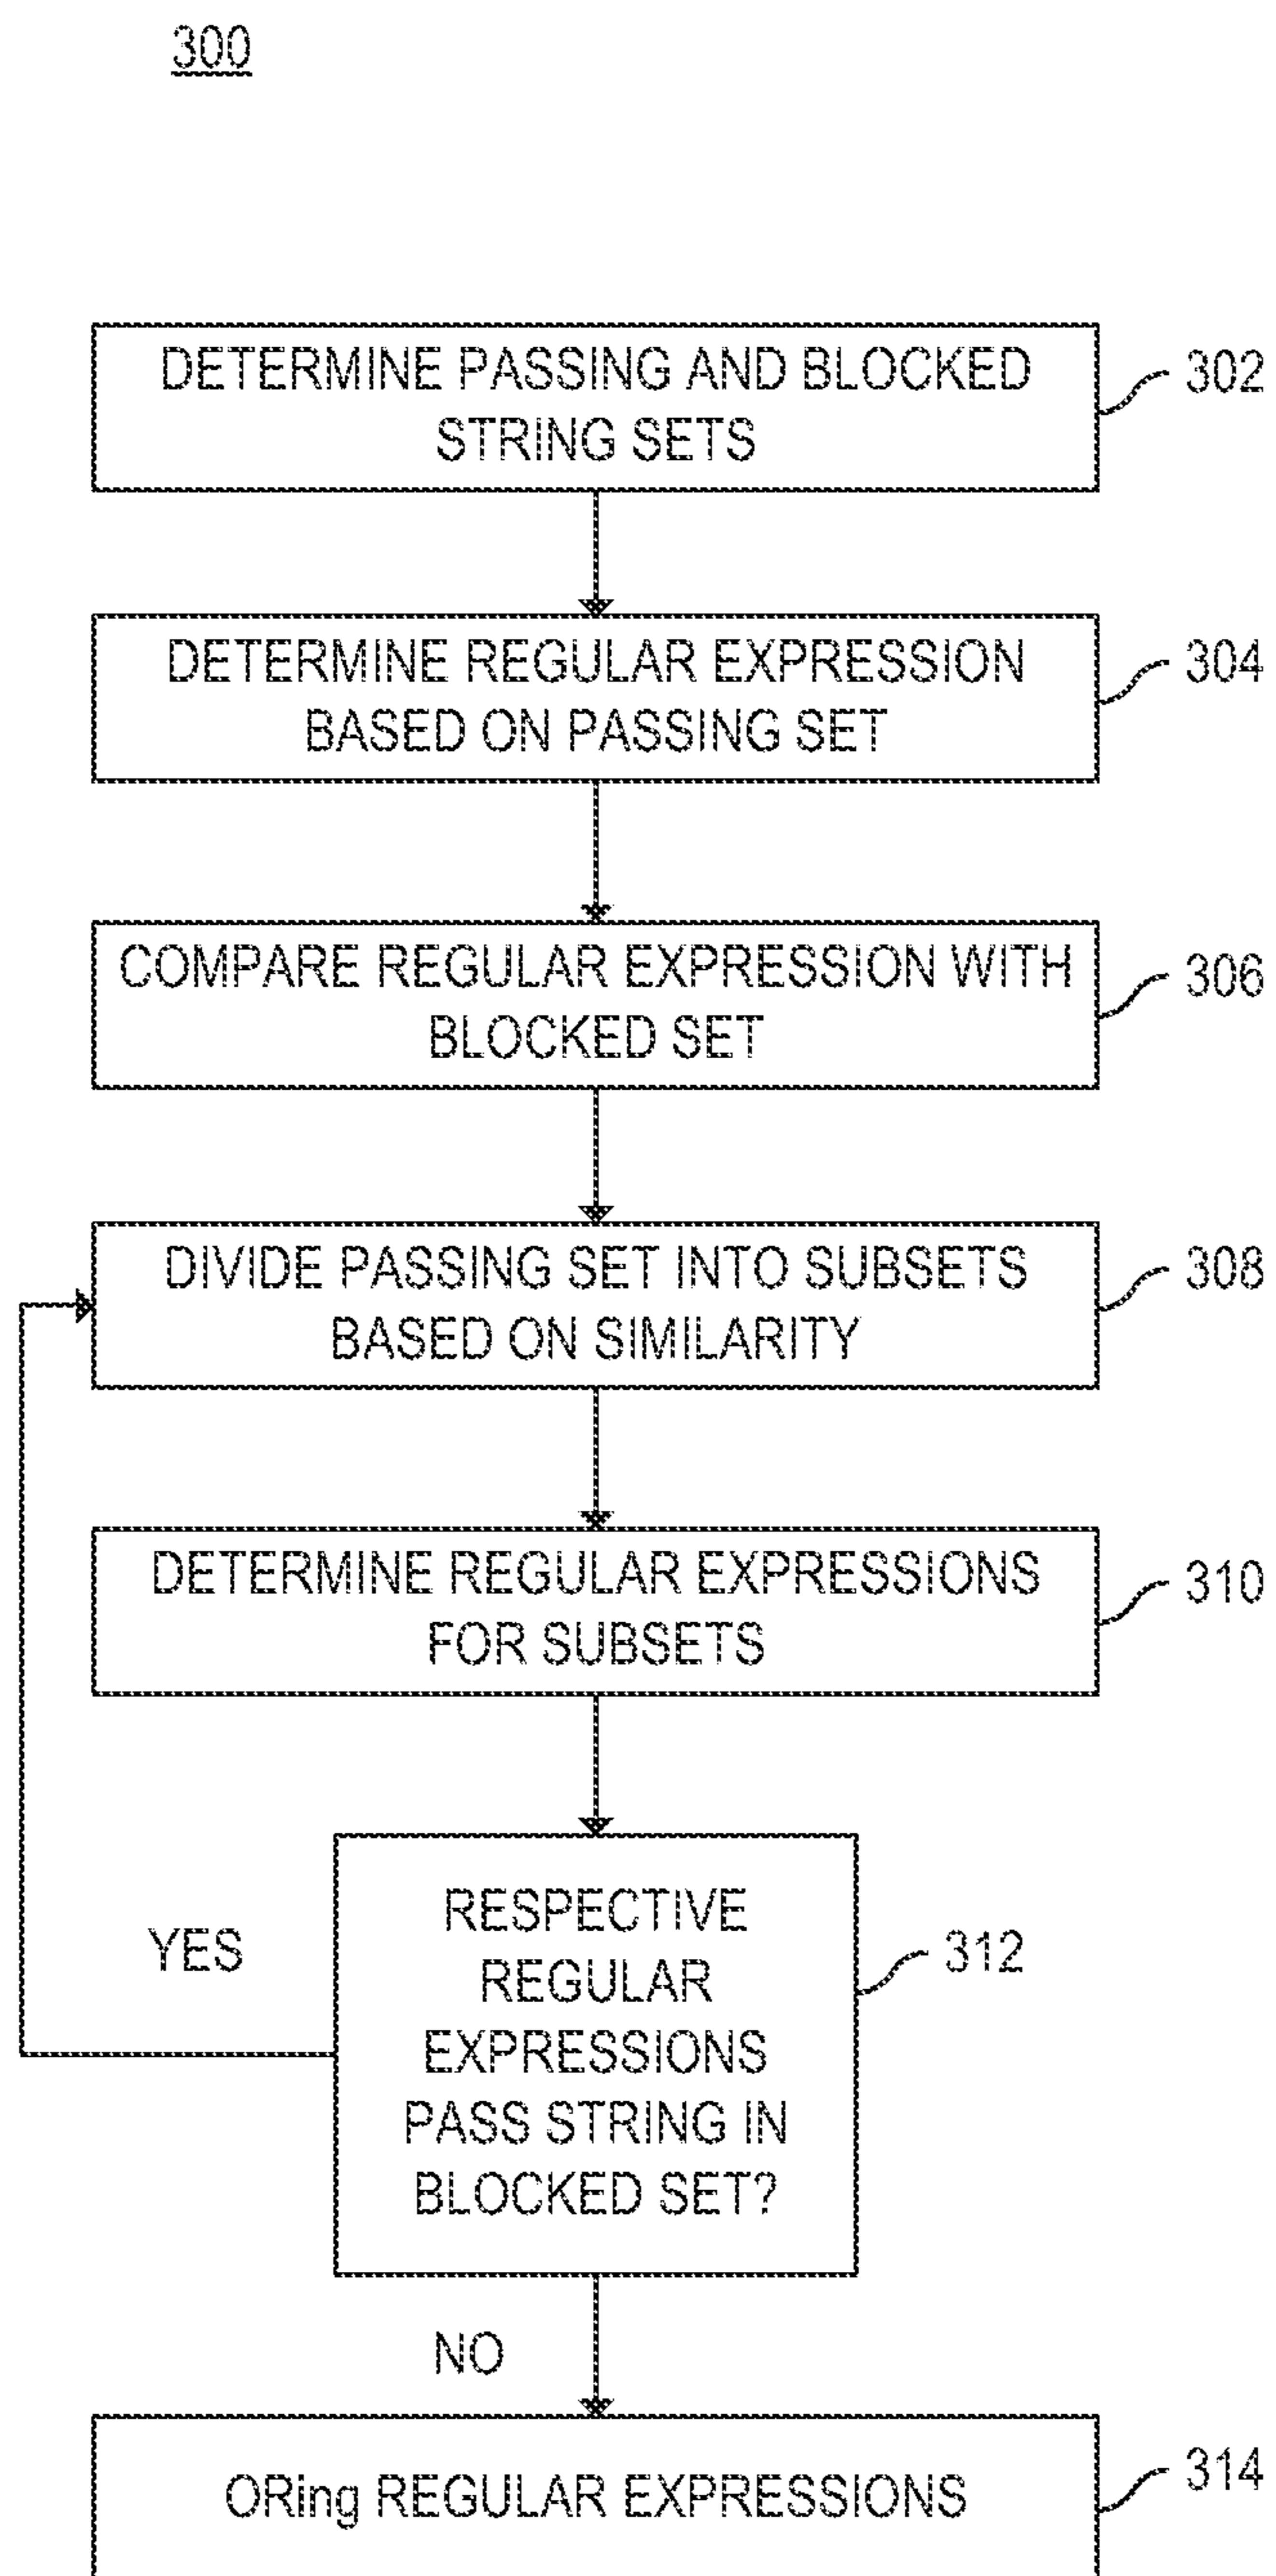 300
DETERMINE PASSING AND BLOCKED
STRING SETS
302
DETERMINE REGULAR EXPRESSION
BASED ON PASSING SET
304
COMPARE REGULAR EXPRESSION WITH
BLOCKED SET
306
DIVIDE PASSING SET INTO SUBSETS
BASED ON SIMILARITY
308
DETERMINE REGULAR EXPRESSIONS
FOR SUBSETS
310
RESPECTIVE
REGULAR
EXPRESSIONS
PASS STRING IN
BLOCKED SET?
312
YES
NO
ORing REGULAR EXPRESSIONS
314